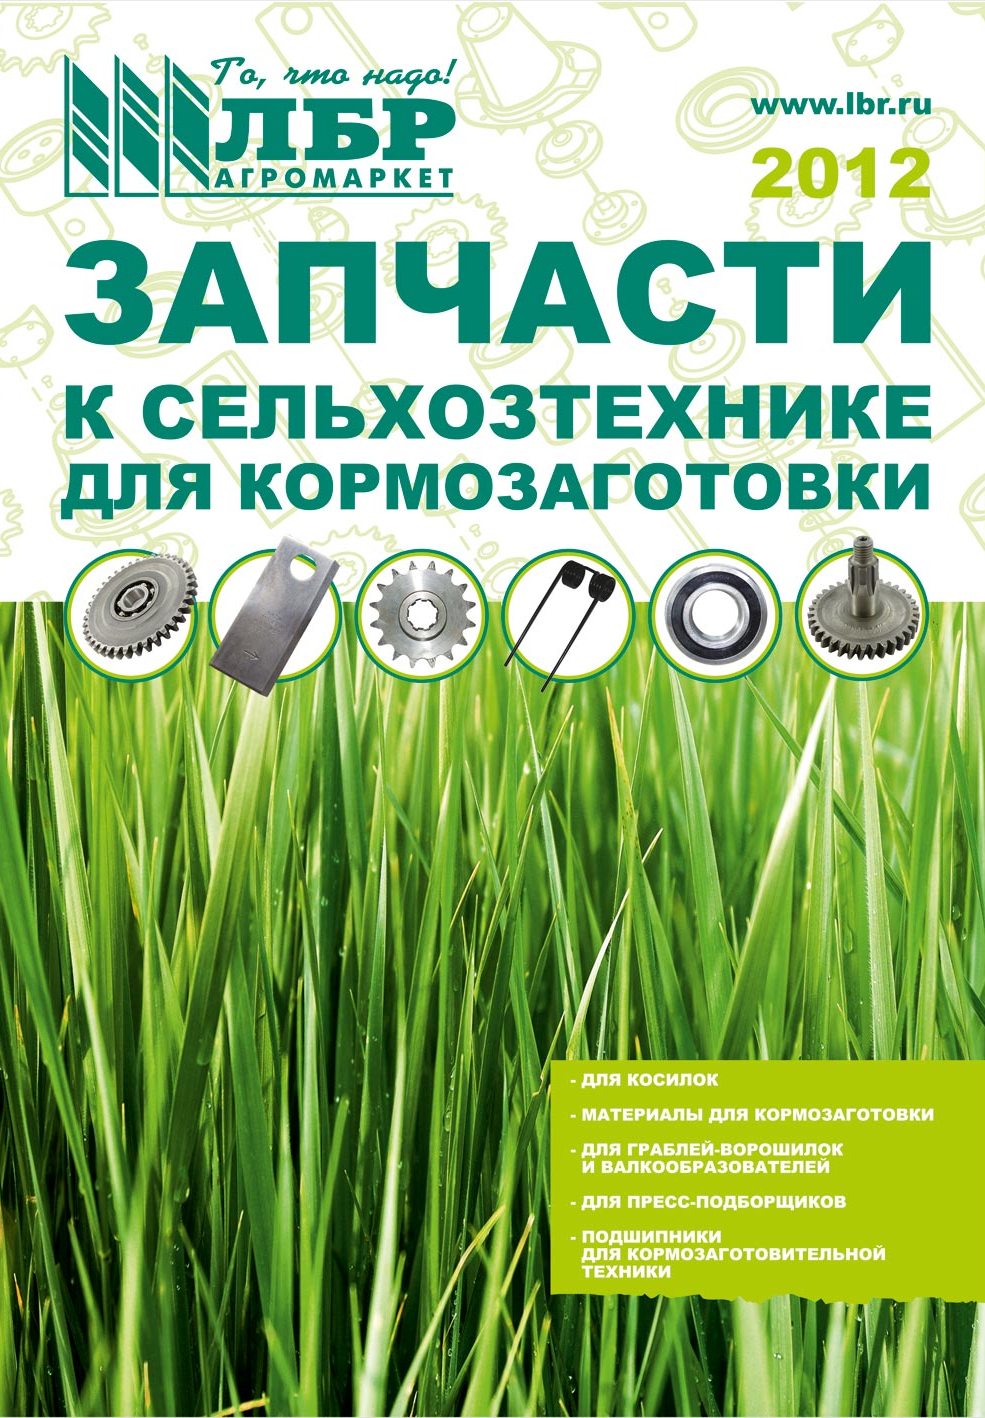 То, что надо!
ЛБР
АГРОМАРКЕТ
www.lbr.ru
2012
ЗАПЧАСТИ
К СЕЛЬХОЗТЕХНИКЕ
ДЛЯ КОРМОЗАГОТОВКИ
- ДЛЯ КОСИЛОК
- МАТЕРИАЛЫ ДЛЯ КОРМОЗАГОТОВКИ
- ДЛЯ ГРАБЛЕЙ-ВОРОШИЛОК
И ВАЛКООБРАЗОВАТЕЛЕЙ
- ДЛЯ ПРЕСС-ПОДБОРЩИКОВ
- ПОДШИПНИКИ
ДЛЯ КОРМОЗАГОТОВИТЕЛЬНОЙ
ТЕХНИКИ